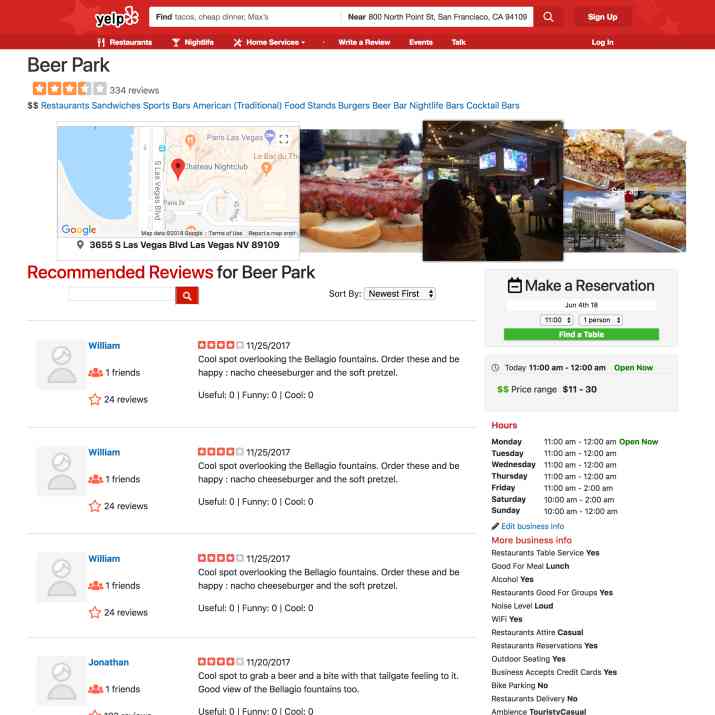 yelp
Find tacos, cheap dinner, Max's
Near 800 North Point St, San Francisco, CA 94109
Sign Up
Restaurants Nightlife Home Services · Write a Review Events Talk Log In
Beer Park
334 reviews
$$ Restaurants Sandwiches Sports Bars American (Traditional) Food Stands Burgers Beer Bar Nightlife Bars Cocktail Bars
Paris Las Vegas
Le Bac du Th
Chateau Nightclub
S Las Vegas Blvd
Paris Dr
Google
Map data ©2018 Google Terms of Use Report a map error
3655 S Las Vegas Blvd Las Vegas NV 89109
See all
Recommended Reviews for Beer Park
Sort By: Newest First
William
11/25/2017
Cool spot overlooking the Bellagio fountains. Order these and be
happy : nacho cheeseburger and the soft pretzel.
1 friends
24 reviews
Useful: 0 | Funny: 0 | Cool: 0
William
11/25/2017
Cool spot overlooking the Bellagio fountains. Order these and be
happy : nacho cheeseburger and the soft pretzel.
1 friends
24 reviews
Useful: 0 | Funny: 0 | Cool: 0
William
11/25/2017
Cool spot overlooking the Bellagio fountains. Order these and be
happy : nacho cheeseburger and the soft pretzel.
1 friends
24 reviews
Useful: 0 | Funny: 0 | Cool: 0
Jonathan
11/20/2017
Cool spot to grab a beer and a bite with that tailgate feeling to it.
Good view of the Bellagio fountains too.
1 friends
reviews
Useful: 0 | Funny: 0 | Cool: 0
Make a Reservation
Jun 4th 18
11:00 1 person
Find a Table
Today 11:00 am - 12:00 am Open Now
$$ Price range $11 - 30
Hours
Monday 11:00 am - 12:00 am Open Now
Tuesday 11:00 am - 12:00 am
Wednesday 11:00 am - 12:00 am
Thursday 11:00 am - 12:00 am
Friday 11:00 am - 2:00 am
Saturday 10:00 am - 2:00 am
Sunday 10:00 am - 12:00 am
Edit business info
More business info
Restaurants Table Service Yes
Good For Meal Lunch
Alcohol Yes
Restaurants Good For Groups Yes
Noise Level Loud
WiFi Yes
Restaurants Attire Casual
Restaurants Reservations Yes
Outdoor Seating Yes
Business Accepts Credit Cards Yes
Bike Parking No
Restaurants Delivery No
Ambience TouristyCasual